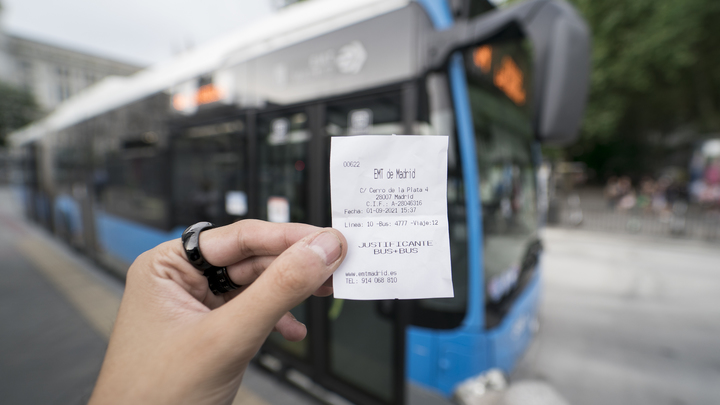 00622
EMT de Madrid
C/ Cerro de la Plata 4
28007 Madrid
C.I.F.: A-28046316
Fecha: 01-09-2021 15:37
Línea: 10 -Bus: 4777 -Viaje:12
JUSTIFICANTE
BUS+BUS
www.emtmadrid.es
TEL: 914 068 810